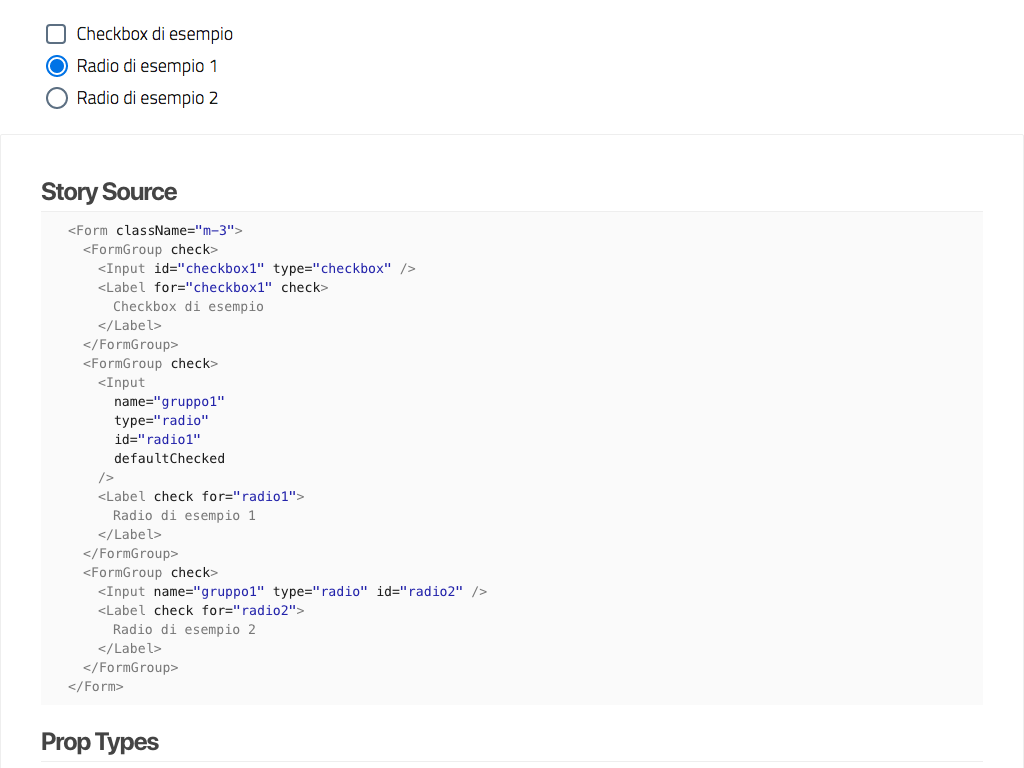 Checkbox di esempio
Radio di esempio 1
Radio di esempio 2
Story Source
<Form className="m-3">
<FormGroup check>
<Input id="checkbox1" type="checkbox" />
<Label for="checkbox1" check>
Checkbox di esempio
</Label>
</FormGroup>
<FormGroup check>
<Input
name="gruppo1"
type="radio"
id="radio1"
defaultChecked
/>
<Label check for="radio1">
Radio di esempio 1
</Label>
</FormGroup>
<FormGroup check>
<Input name="gruppo1" type="radio" id="radio2" />
<Label check for="radio2">
Radio di esempio 2
</Label>
</FormGroup>
</Form>
Prop Types